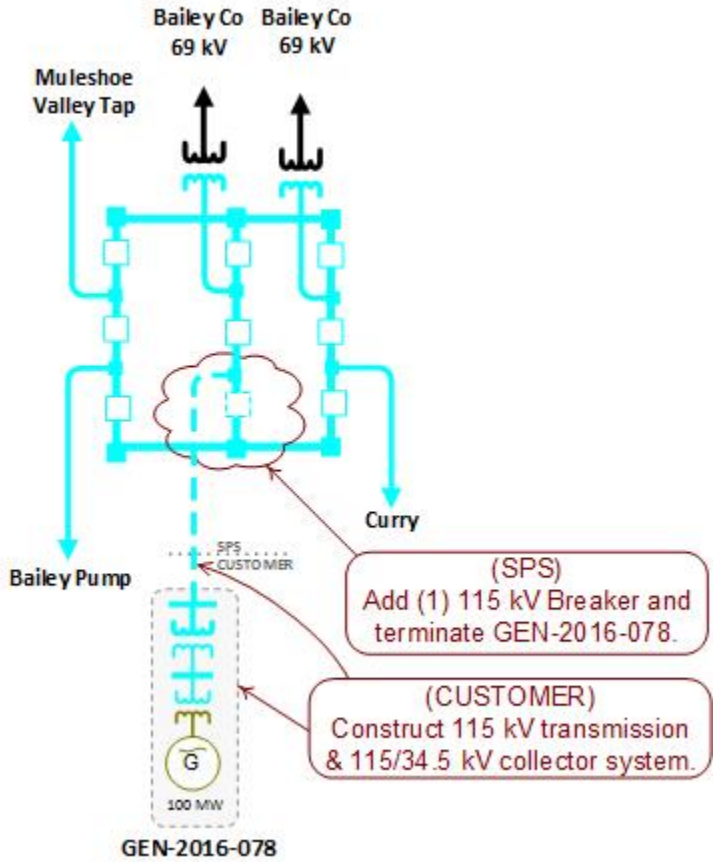 Bailey Co
69 kV
Bailey Co
69 kV
Muleshoe
Valley Tap
Curry
SPS
CUSTOMER
Bailey Pump
(SPS)
Add (1) 115 kV Breaker and
terminate GEN-2016-078.
(CUSTOMER)
Construct 115 kV transmission
& 115/34.5 kV collector system.
G
100 MW
GEN-2016-078